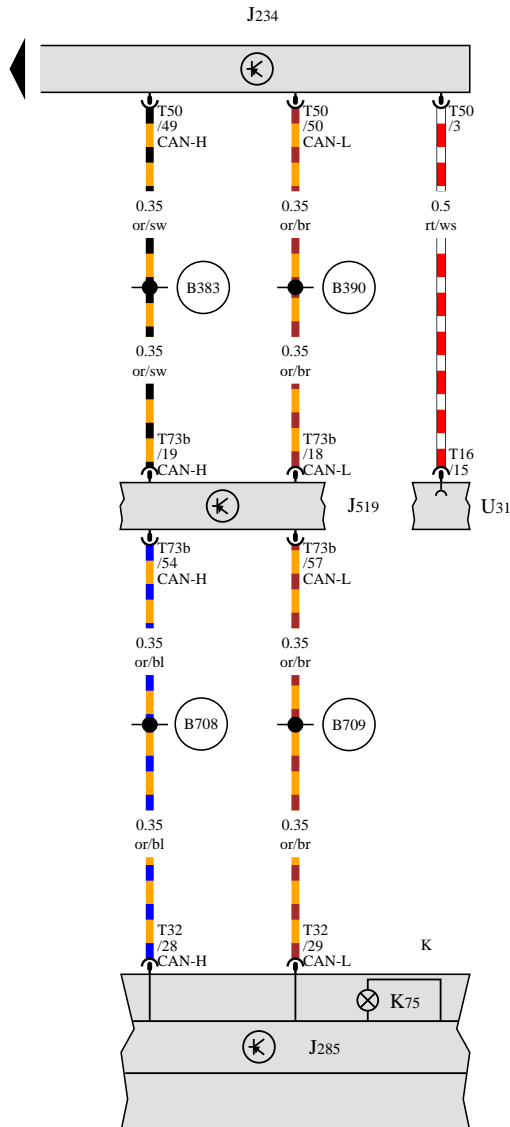 J234
T50
/49
CAN-H
T50
/50
CAN-L
T50
/3
0.35
or/sw
0.35
or/br
0.5
rt/ws
B383
B390
0.35
or/sw
0.35
or/br
T73b
/19
CAN-H
T73b
/18
CAN-L
T16
/15
J519
U31
T73b
/54
CAN-H
T73b
/57
CAN-L
0.35
or/bl
0.35
or/br
B708
B709
0.35
or/bl
0.35
or/br
T32
/28
CAN-H
T32
/29
CAN-L
K
K75
J285